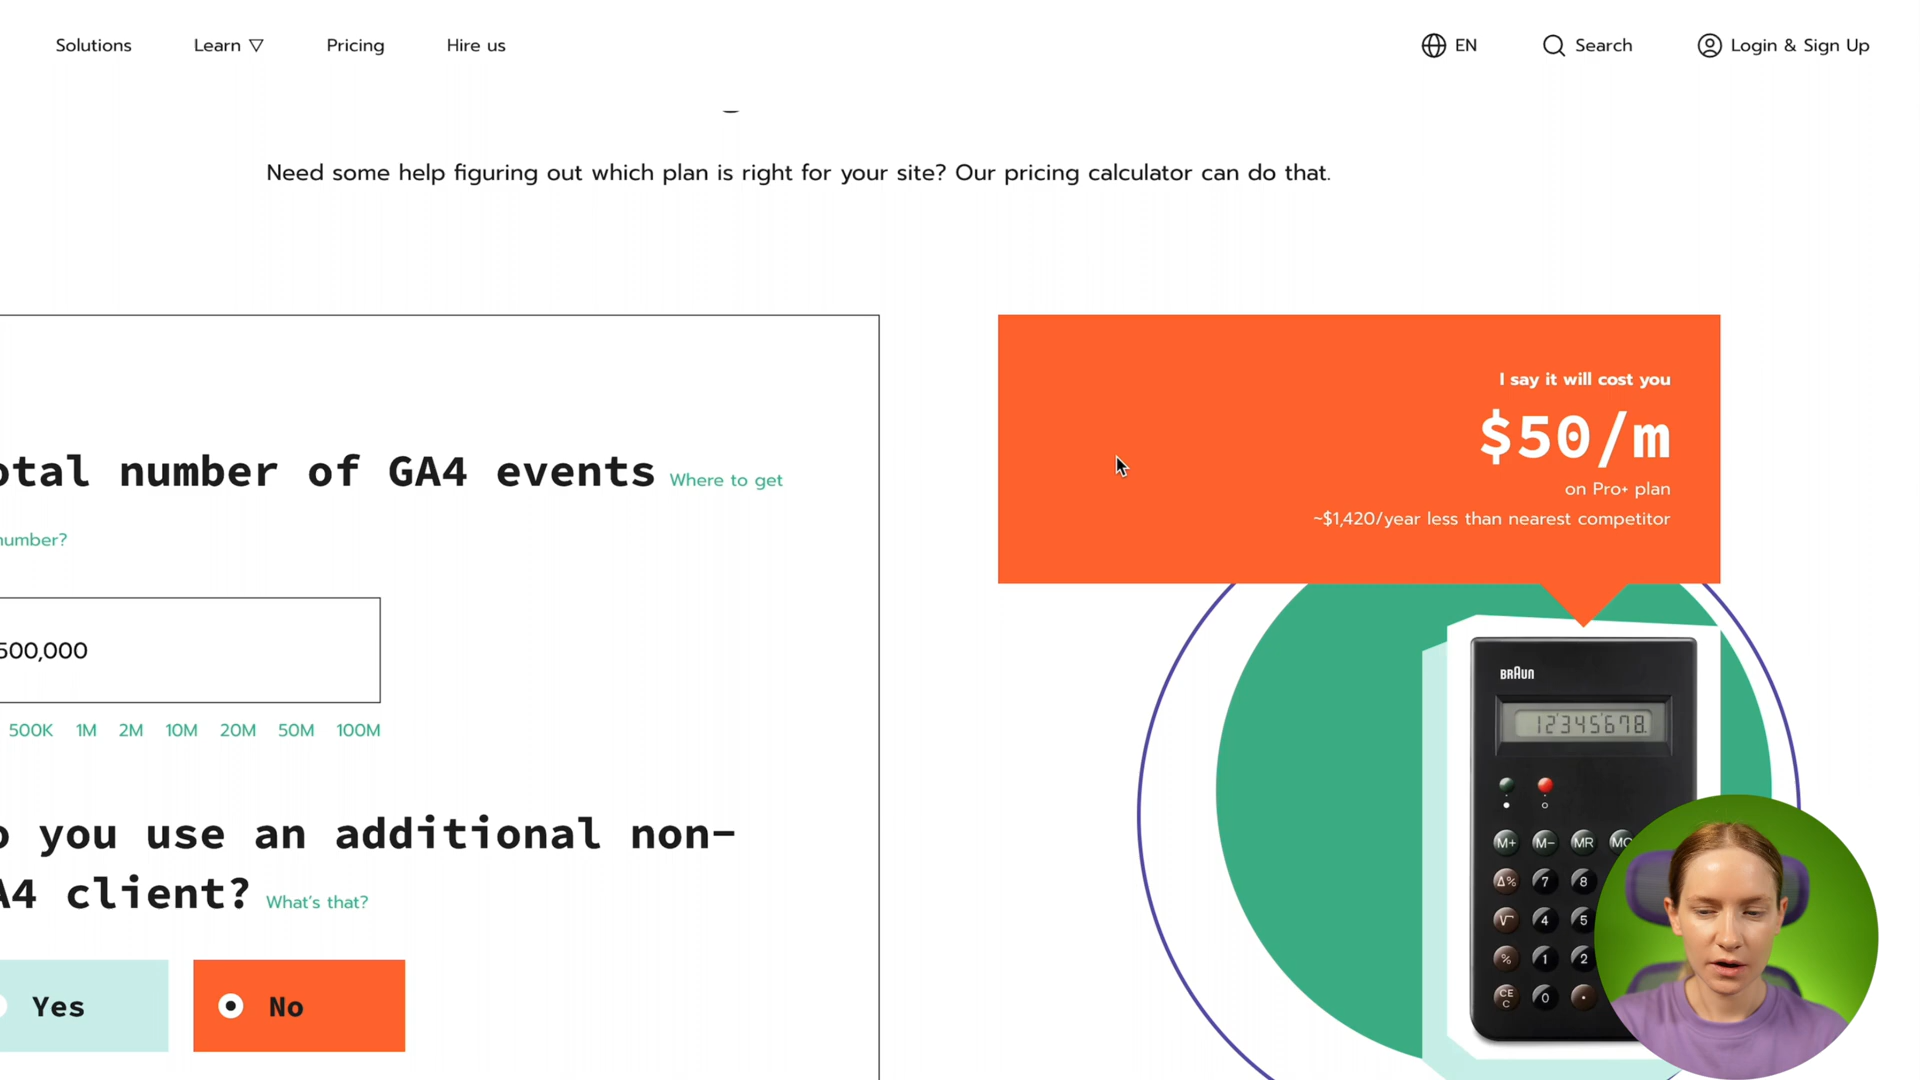 Solutions
Learn
Pricing
Hire us
EN
Search
Login & Sign Up
Need some help figuring out which plan is right for your site? Our pricing calculator can do that.
otal number of GA4 events Where to get
number?
500,000
500K 1M 2M 10M 20M 50M 100M
o you use an additional non-
A4 client? What's that?
Yes
No
I say it will cost you
$50/m
on Pro+ plan
~$1,420/year less than nearest competitor
BRAUN
12345678.
M+ M− MR MC
Δ% 7 8
√ 4 5
% 1 2
CE
C 0 ·